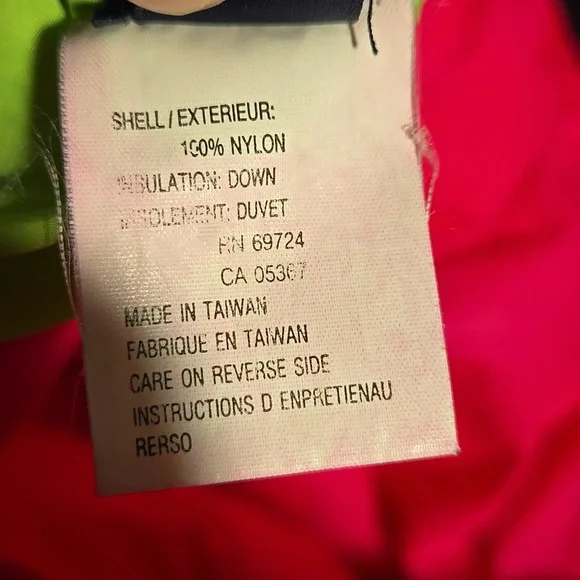 SHELL/EXTERIEUR:
100% NYLON
INSULATION: DOWN
ISOLEMENT: DUVET
RN 69724
CA 05367
MADE IN TAIWAN
FABRIQUE EN TAIWAN
CARE ON REVERSE SIDE
INSTRUCTIONS D ENPRETIENAU
RERSO